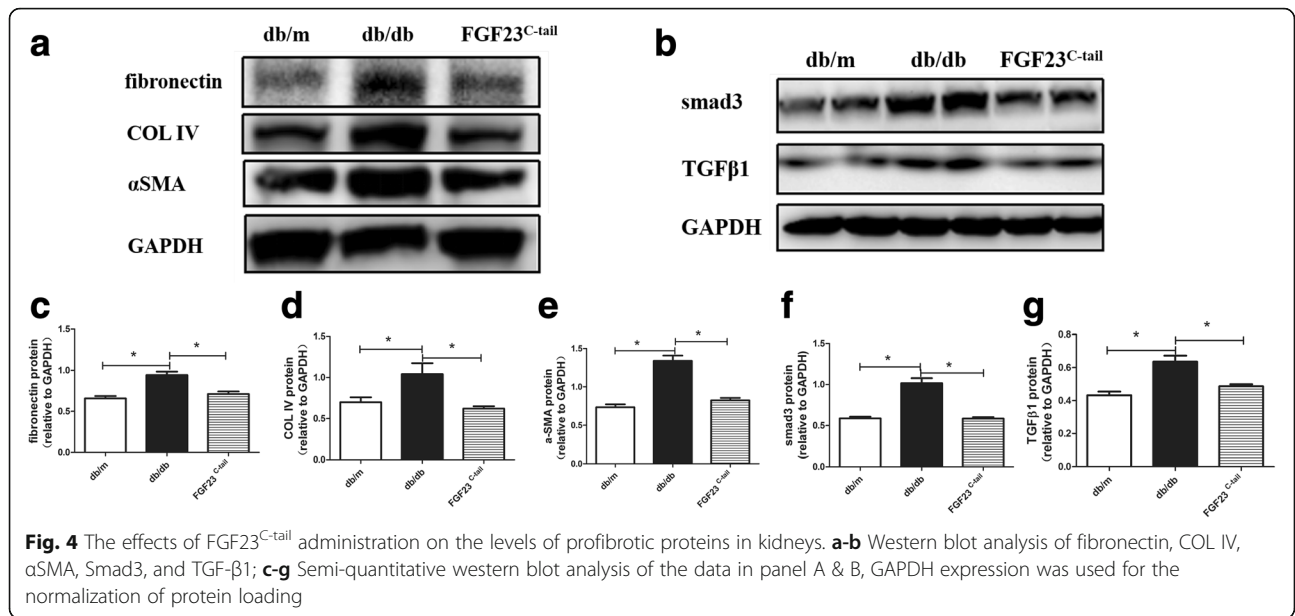 a
db/m db/db FGF23C-tail
fibronectin
COL IV
αSMA
GAPDH
b
db/m db/db FGF23C-tail
smad3
TGFβ1
GAPDH
c
fibronectin protein
(relative to GAPDH)
1.5
1.0
0.5
0.0
* *
db/m db/db FGF23 C-tail
d
COL IV protein
(relative to GAPDH)
1.5
1.0
0.5
0.0
* *
db/m db/db FGF23 C-tail
e
a-SMA protein
(relative to GAPDH)
1.5
1.0
0.5
0.0
* *
db/m db/db FGF23 C-tail
f
smad3 protein
(relative to GAPDH)
1.5
1.0
0.5
0.0
* *
db/m db/db FGF23 C-tail
g
TGFβ1 protein
(relative to GAPDH)
0.8
0.6
0.4
0.2
0.0
* *
db/m db/db FGF23 C-tail
Fig. 4 The effects of FGF23C-tail administration on the levels of profibrotic proteins in kidneys. a-b Western blot analysis of fibronectin, COL IV,
αSMA, Smad3, and TGF-β1; c-g Semi-quantitative western blot analysis of the data in panel A & B, GAPDH expression was used for the
normalization of protein loading